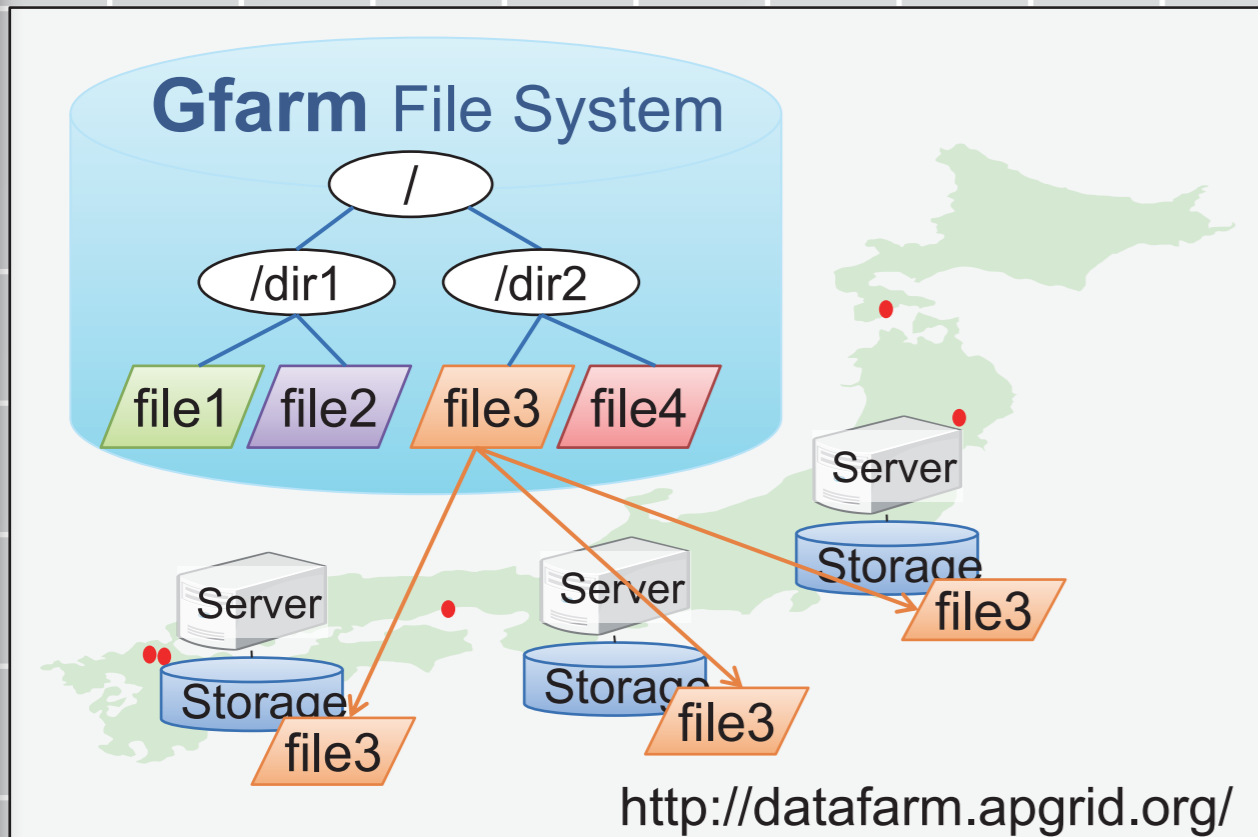 Gfarm File System
/
/dir1 /dir2
file1 file2 file3 file4
Server
Storage
file3
Server
Storage
file3
Server
Storage
file3
http://datafarm.apgrid.org/